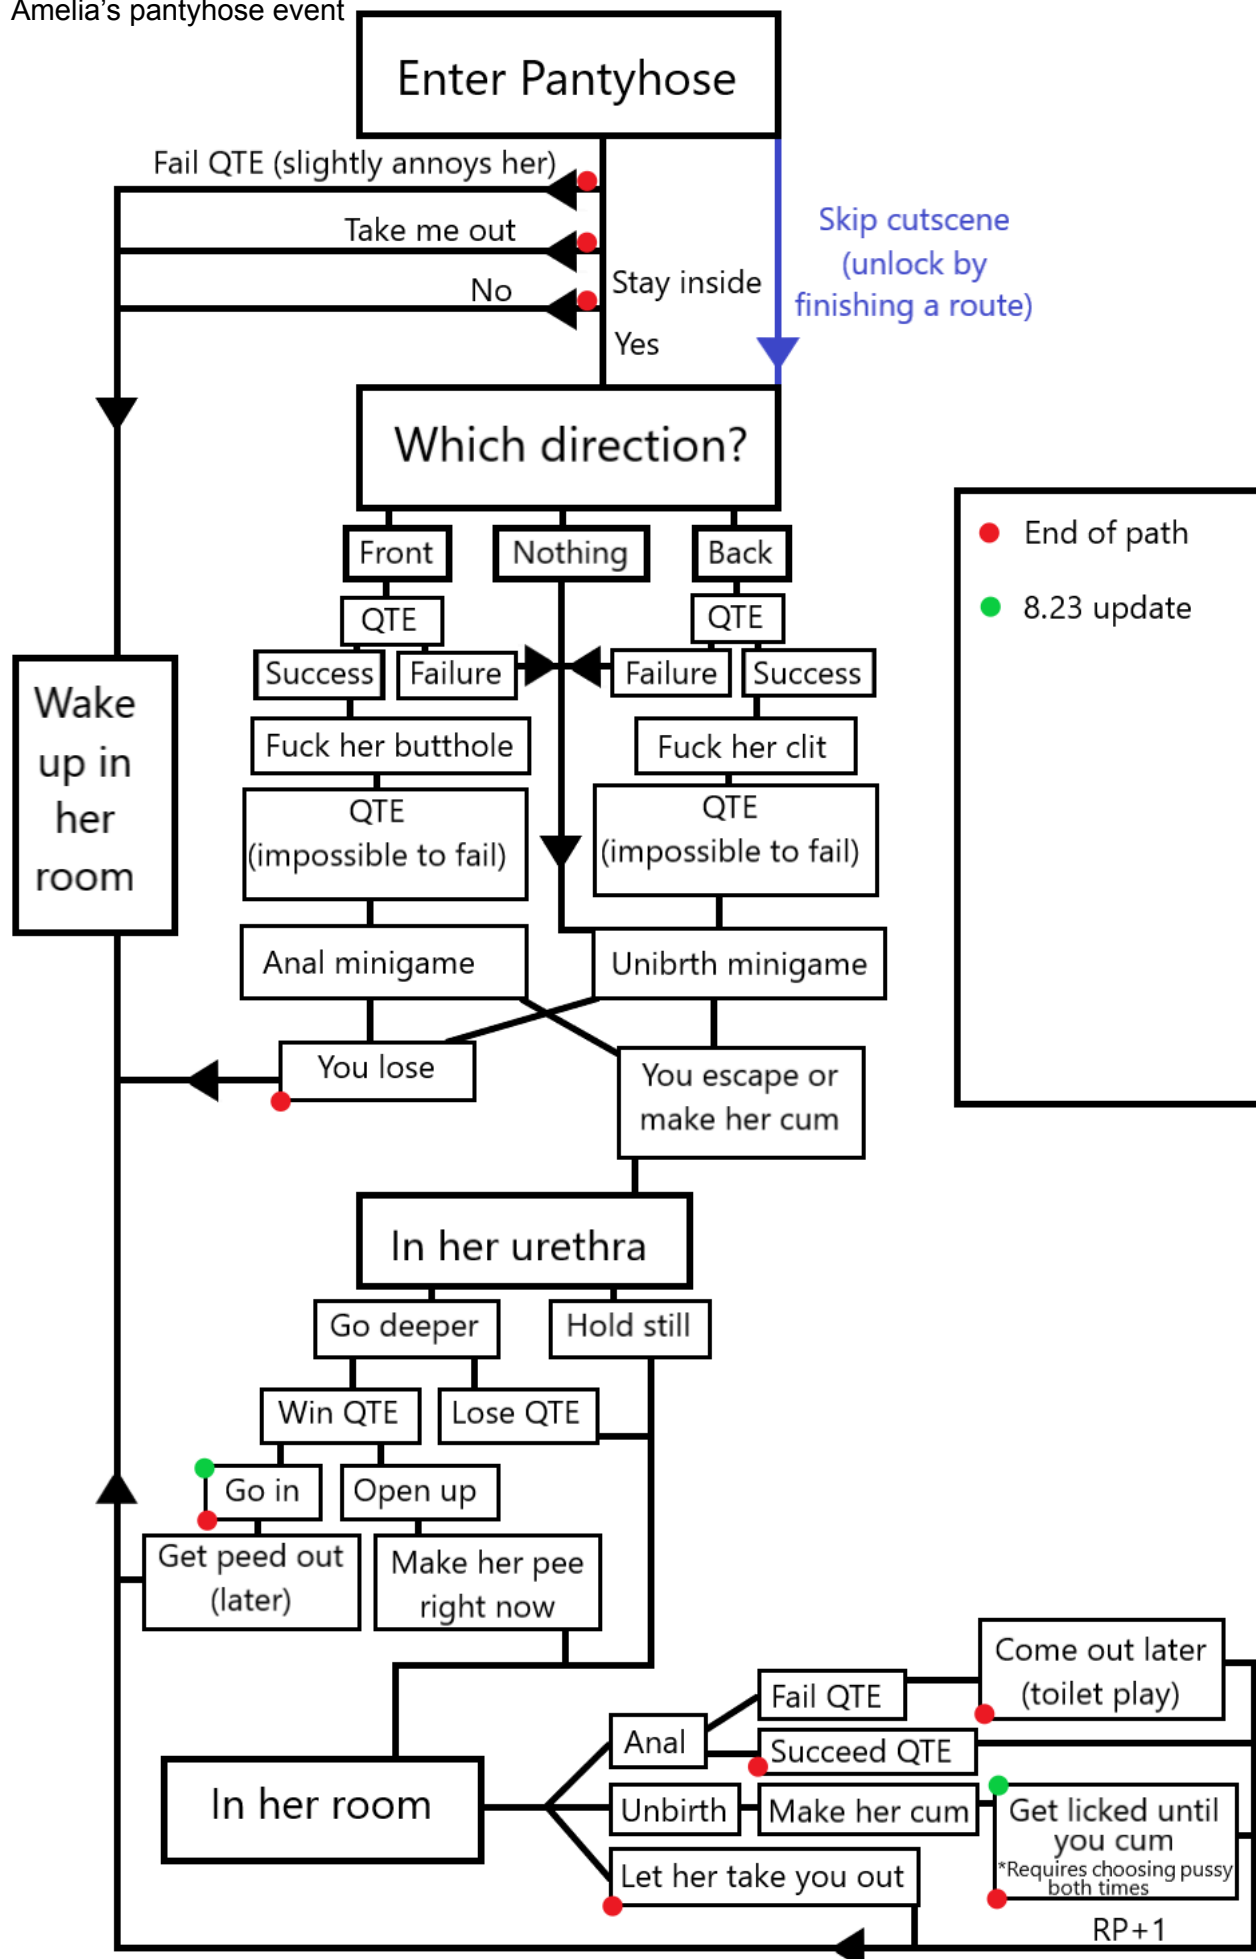 Amelia’s pantyhose event
Enter Pantyhose
Fail QTE (slightly annoys her)
Take me out
No
Stay inside
Yes
Skip cutscene
(unlock by
finishing a route)
Which direction?
Front
Nothing
Back
QTE
QTE
Success
Failure
Failure
Success
Fuck her butthole
Fuck her clit
QTE
(impossible to fail)
QTE
(impossible to fail)
Anal minigame
Unibrth minigame
You lose
You escape or
make her cum
Wake
up in
her
room
End of path
8.23 update
In her urethra
Go deeper
Hold still
Win QTE
Lose QTE
Go in
Open up
Get peed out
(later)
Make her pee
right now
In her room
Anal
Fail QTE
Come out later
(toilet play)
Succeed QTE
Unbirth
Make her cum
Get licked until
you cum
*Requires choosing pussy
both times
Let her take you out
RP+1